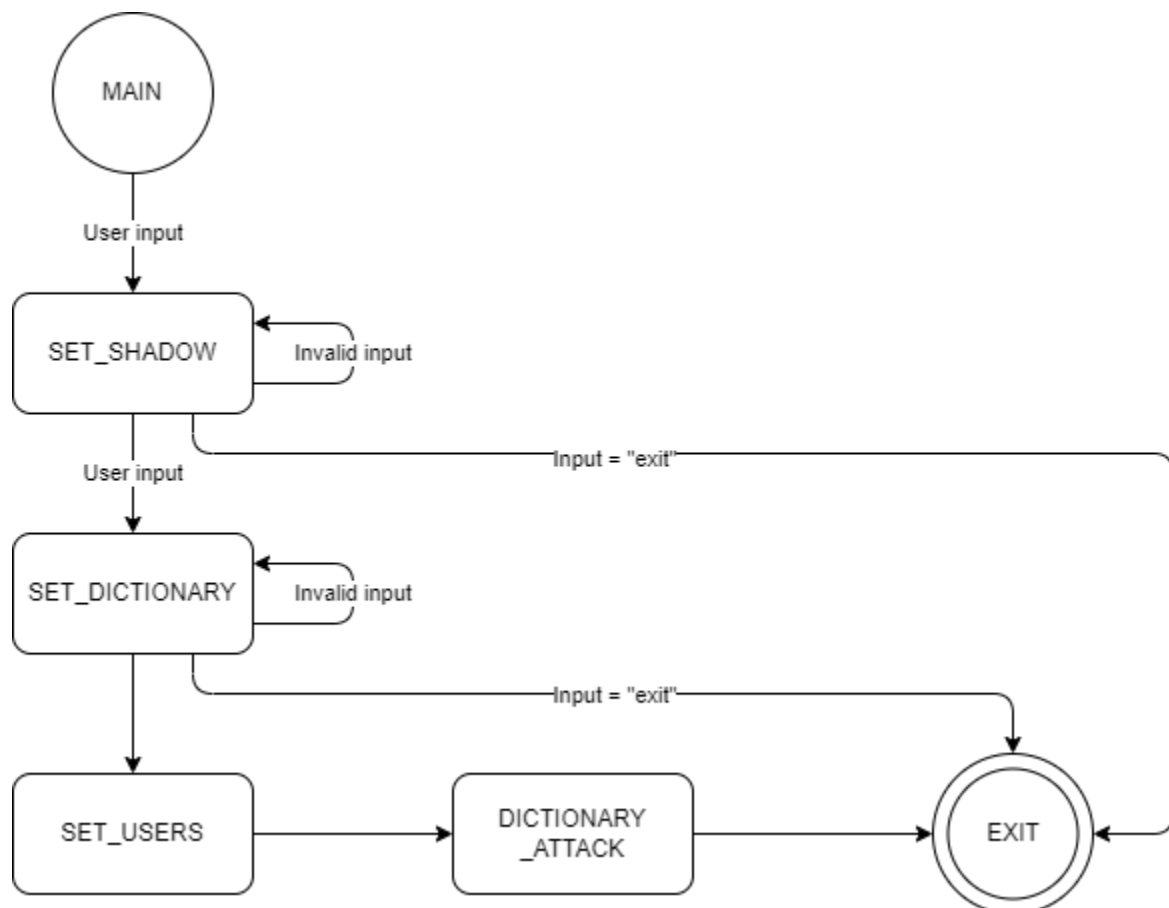 MAIN
User input
SET_SHADOW
Invalid input
Input = "exit"
User input
SET_DICTIONARY
Invalid input
Input = "exit"
SET_USERS
DICTIONARY
_ATTACK
EXIT